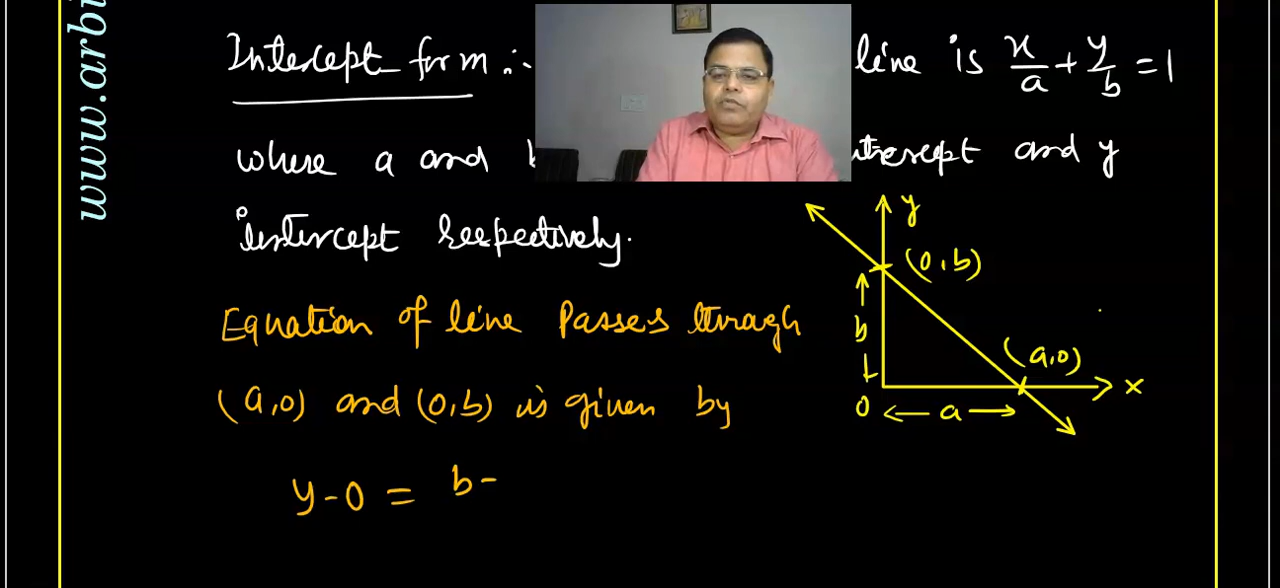 www.arbi
Intercept form :- line is x/a + y/b = 1
where a and b intercept and y
intercept respectively.
Equation of line Passes through
(a,0) and (0,b) is given by
y-0 = b-
y
(0,b)
b
(a,0)
0 a x